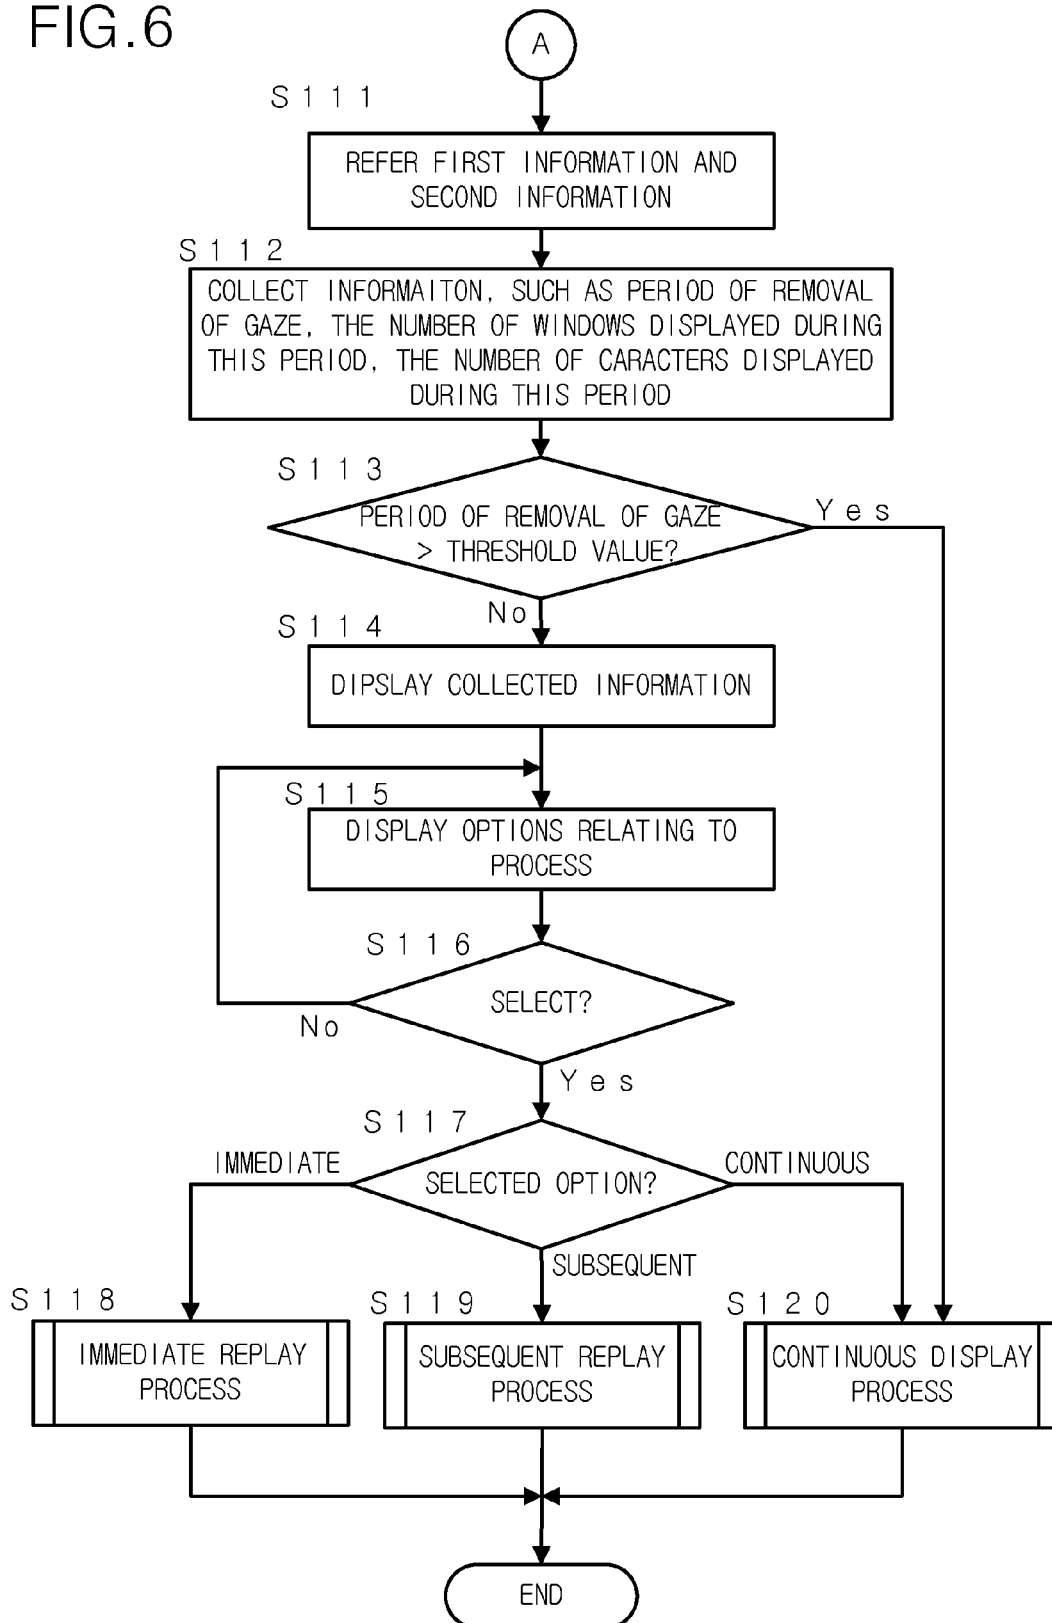 FIG.6
A
S111
REFER FIRST INFORMATION AND
SECOND INFORMATION
S112
COLLECT INFORMAITON, SUCH AS PERIOD OF REMOVAL
OF GAZE, THE NUMBER OF WINDOWS DISPLAYED DURING
THIS PERIOD, THE NUMBER OF CARACTERS DISPLAYED
DURING THIS PERIOD
S113
PERIOD OF REMOVAL OF GAZE
> THRESHOLD VALUE?
Yes
No
S114
DIPSLAY COLLECTED INFORMATION
S115
DISPLAY OPTIONS RELATING TO
PROCESS
S116
SELECT?
No
Yes
S117
IMMEDIATE
SELECTED OPTION?
CONTINUOUS
SUBSEQUENT
S118
IMMEDIATE REPLAY
PROCESS
S119
SUBSEQUENT REPLAY
PROCESS
S120
CONTINUOUS DISPLAY
PROCESS
END